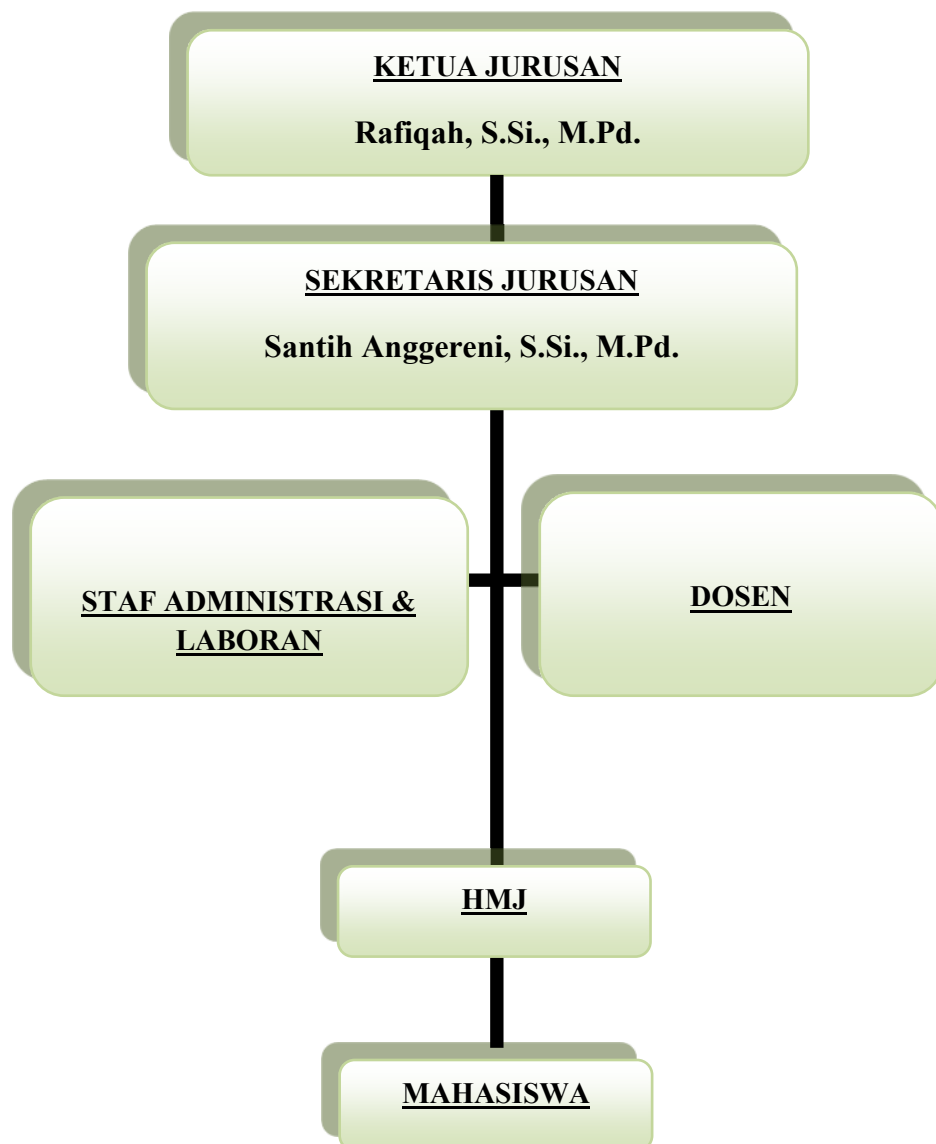 KETUA JURUSAN
Rafiqah, S.Si., M.Pd.
SEKRETARIS JURUSAN
Santih Anggereni, S.Si., M.Pd.
STAF ADMINISTRASI &
LABORAN
DOSEN
HMJ
MAHASISWA